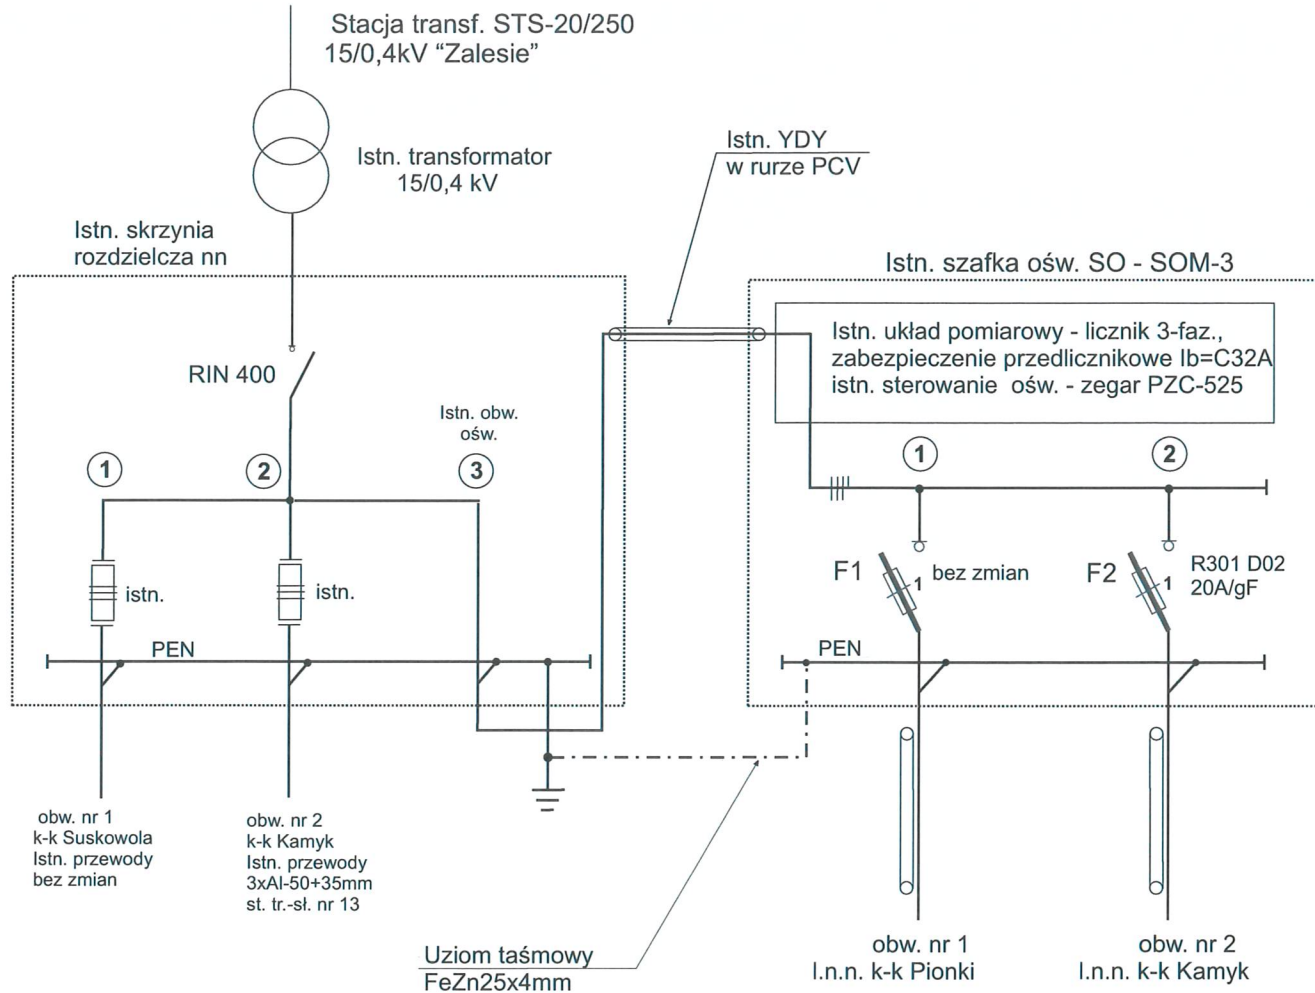 Stacja transf. STS-20/250
15/0,4kV “Zalesie”
Istn. transformator
15/0,4 kV
Istn. YDY
w rurze PCV
Istn. skrzynia
rozdzielcza nn
Istn. szafka ośw. SO - SOM-3
Istn. układ pomiarowy - licznik 3-faz.,
zabezpieczenie przedlicznikowe Ib=C32A
istn. sterowanie ośw. - zegar PZC-525
RIN 400
Istn. obw.
ośw.
1
2
3
1
2
istn.
istn.
F1
1
bez zmian
F2
1
R301 D02
20A/gF
PEN
PEN
obw. nr 1
k-k Suskowola
Istn. przewody
bez zmian
obw. nr 2
k-k Kamyk
Istn. przewody
3xAl-50+35mm
st. tr.-sł. nr 13
Uziom taśmowy
FeZn25x4mm
obw. nr 1
l.n.n. k-k Pionki
obw. nr 2
l.n.n. k-k Kamyk